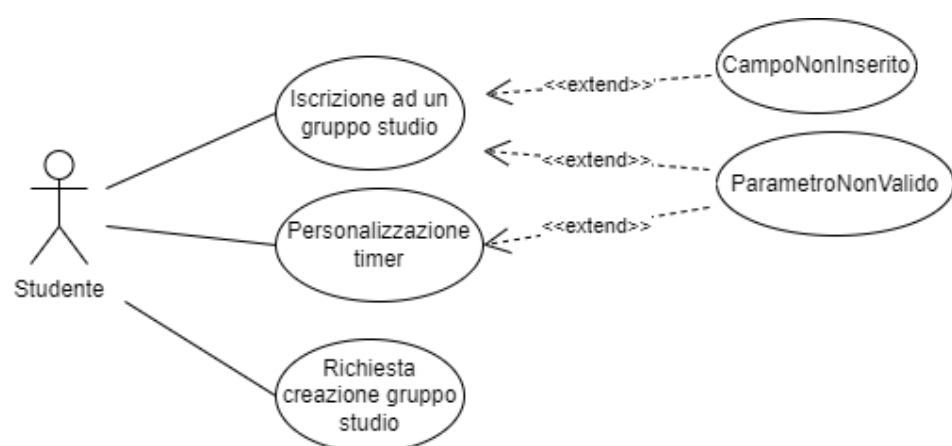 CampoNonInserito
<<extend>>
Iscrizione ad un
gruppo studio
<<extend>>
ParametroNonValido
<<extend>>
Personalizzazione
timer
Studente
Richiesta
creazione gruppo
studio